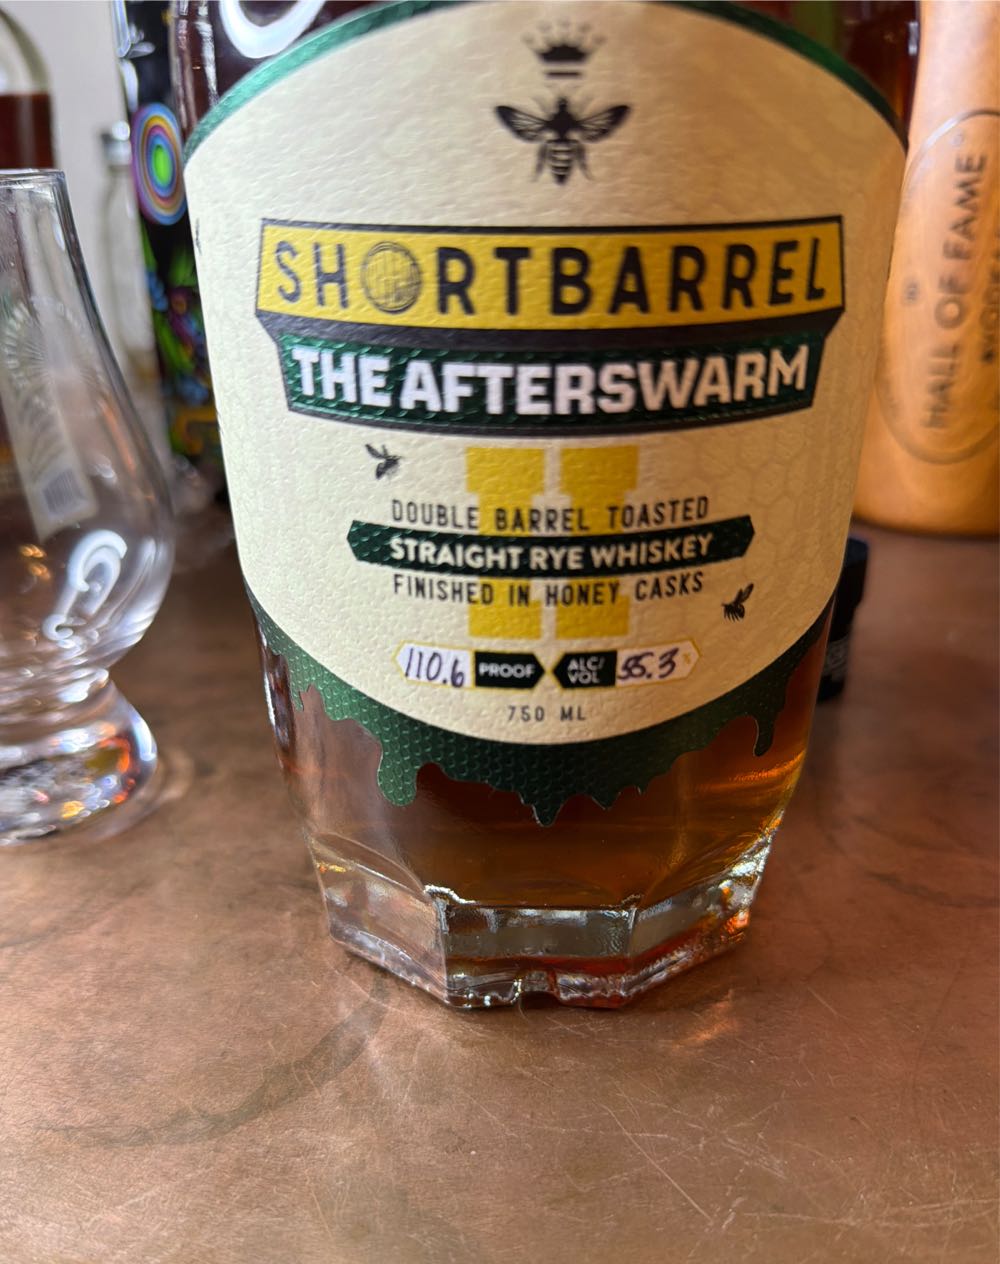 SHORTBARREL
THE AFTERSWARM
II
DOUBLE BARREL TOASTED
STRAIGHT RYE WHISKEY
FINISHED IN HONEY CASKS
110.6 PROOF ALC/VOL 55.3%
750 ML
HALL OF FAME